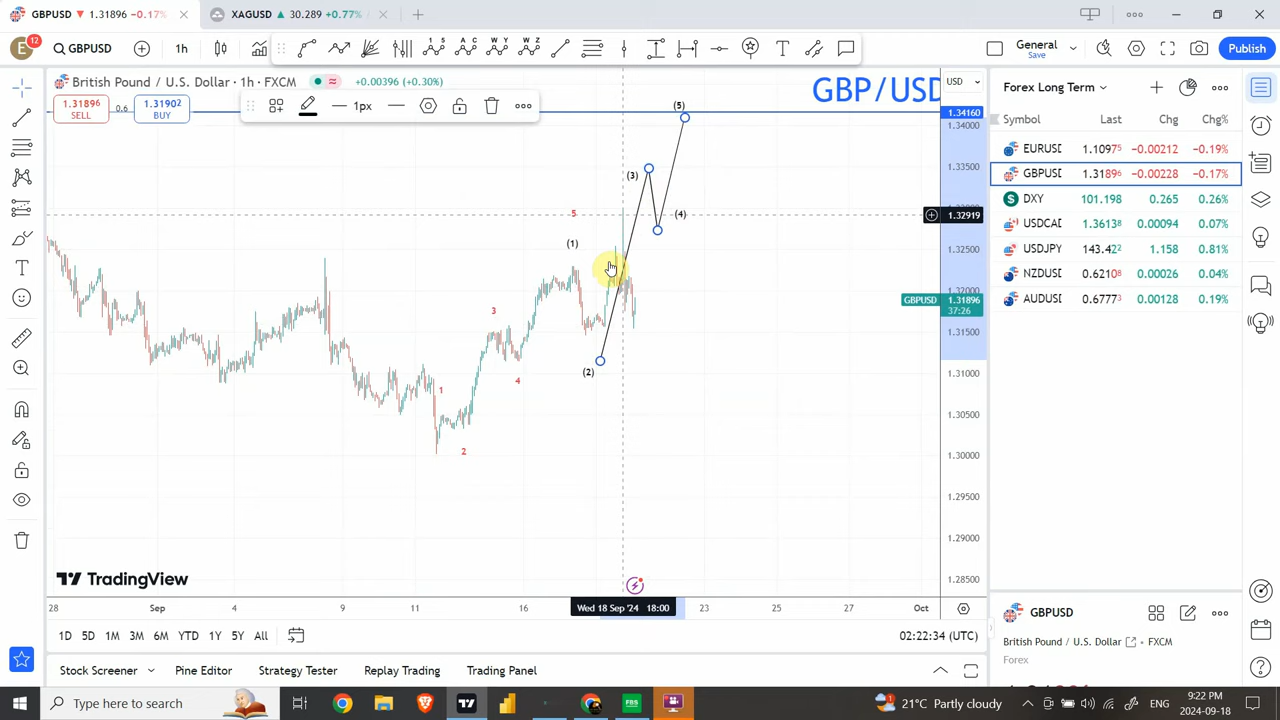 GBPUSD ▼ 1.31896 −0.17%
XAGUSD ▲ 30.289 +0.77%
E 12
GBPUSD
1h
General
Save
Publish
British Pound / U.S. Dollar · 1h · FXCM
+0.00396 (+0.30%)
1.31896
SELL
0.6
1.31902
BUY
1px
GBP/USD
USD
1.34160
1.34000
1.33500
1.32919
1.32500
1.32000
GBPUSD
1.31896
37:26
1.31500
1.31000
1.30500
1.30000
1.29500
1.29000
1.28500
(5)
(3)
(4)
5
(1)
3
(2)
4
1
2
TradingView
28
Sep
4
9
11
16
Wed 18 Sep '24 18:00
23
25
27
Oct
1D
5D
1M
3M
6M
YTD
1Y
5Y
All
02:22:34 (UTC)
Stock Screener
Pine Editor
Strategy Tester
Replay Trading
Trading Panel
Forex Long Term
Symbol Last Chg Chg%
EURUSD 1.10975 −0.00212 −0.19%
GBPUSD 1.31896 −0.00228 −0.17%
DXY 101.198 0.265 0.26%
USDCAD 1.36138 0.00094 0.07%
USDJPY 143.422 1.158 0.81%
NZDUSD 0.62108 0.00026 0.04%
AUDUSD 0.67773 0.00128 0.19%
GBPUSD
British Pound / U.S. Dollar
FXCM
Forex
Type here to search
FBS
21°C Partly cloudy
ENG
9:22 PM
2024-09-18